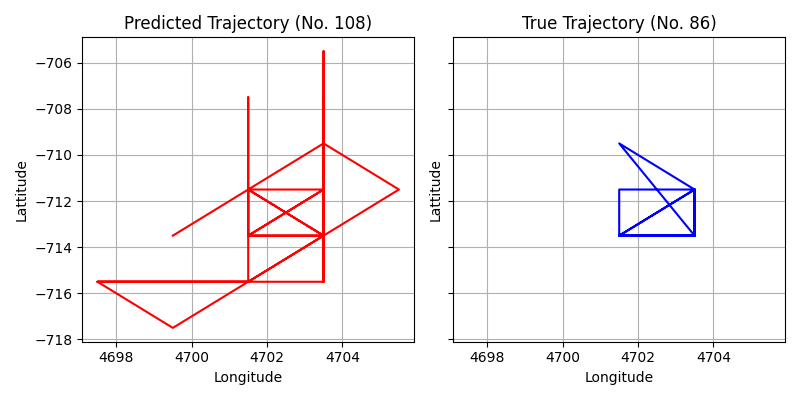 Predicted Trajectory (No. 108)
True Trajectory (No. 86)
−706
−708
−710
−712
−714
−716
−718
Lattitude
Lattitude
4698 4700 4702 4704
4698 4700 4702 4704
Longitude
Longitude